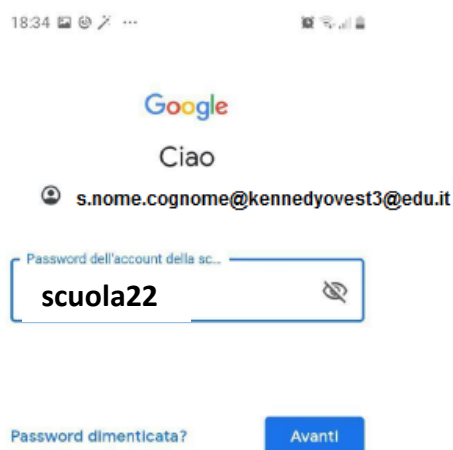 18:34
Google
Ciao
s.nome.cognome@kennedyovest3@edu.it
Password dell'account della sc...
scuola22
Password dimenticata?
Avanti